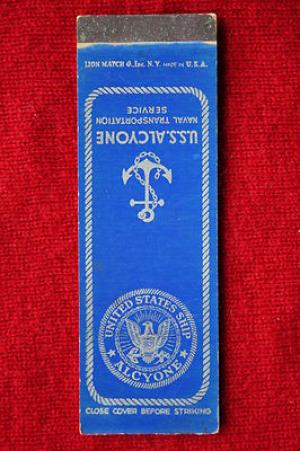 LION MATCH CO., INC. N.Y. MADE IN U.S.A.
U.S.S. ALCYONE
NAVAL TRANSPORTATION
SERVICE
UNITED STATES SHIP
ALCYONE
CLOSE COVER BEFORE STRIKING